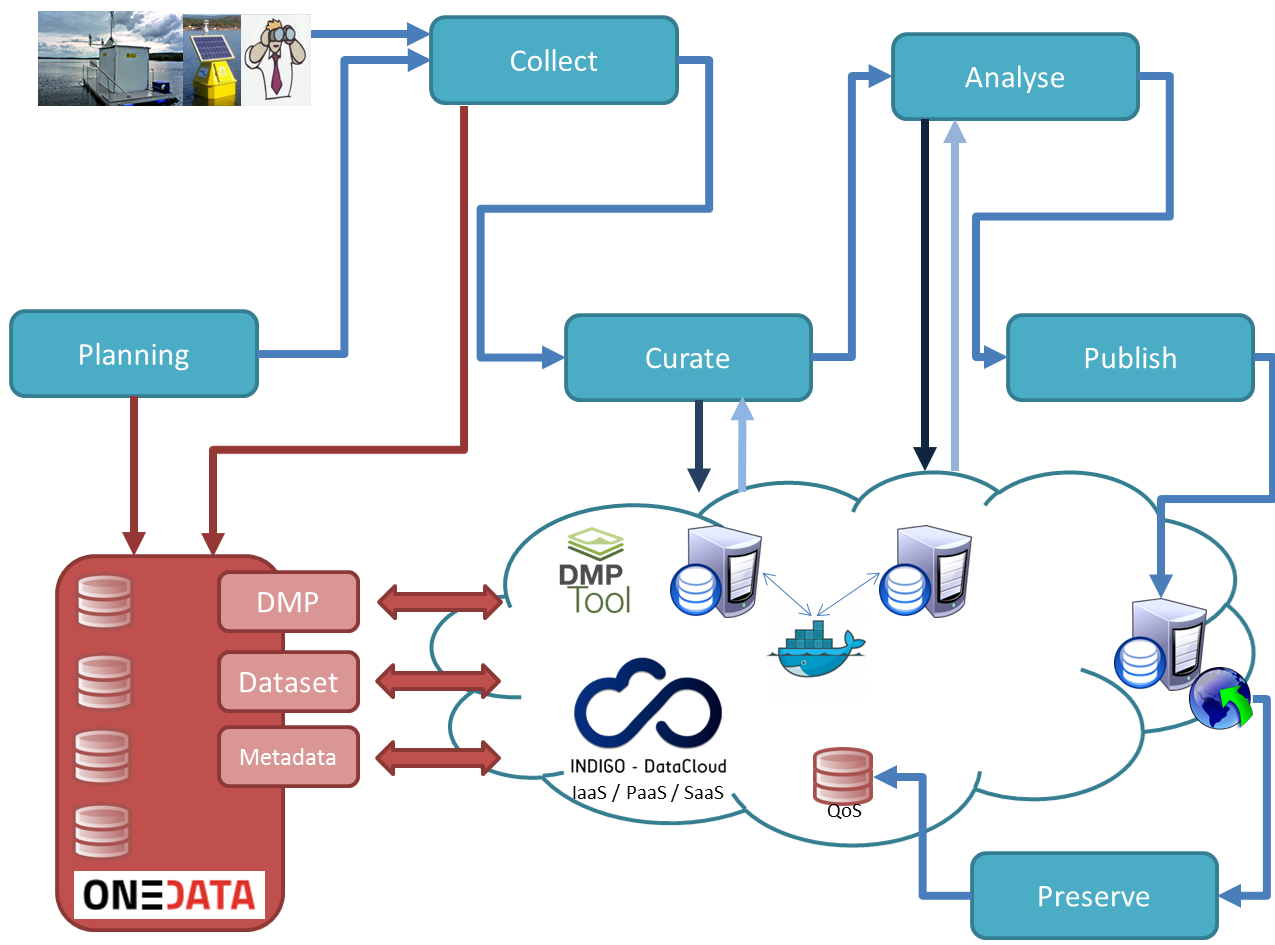 Collect
Analyse
Planning
Curate
Publish
DMP
Tool
DMP
Dataset
Metadata
INDIGO - DataCloud
IaaS / PaaS / SaaS
QoS
ONEDATA
Preserve